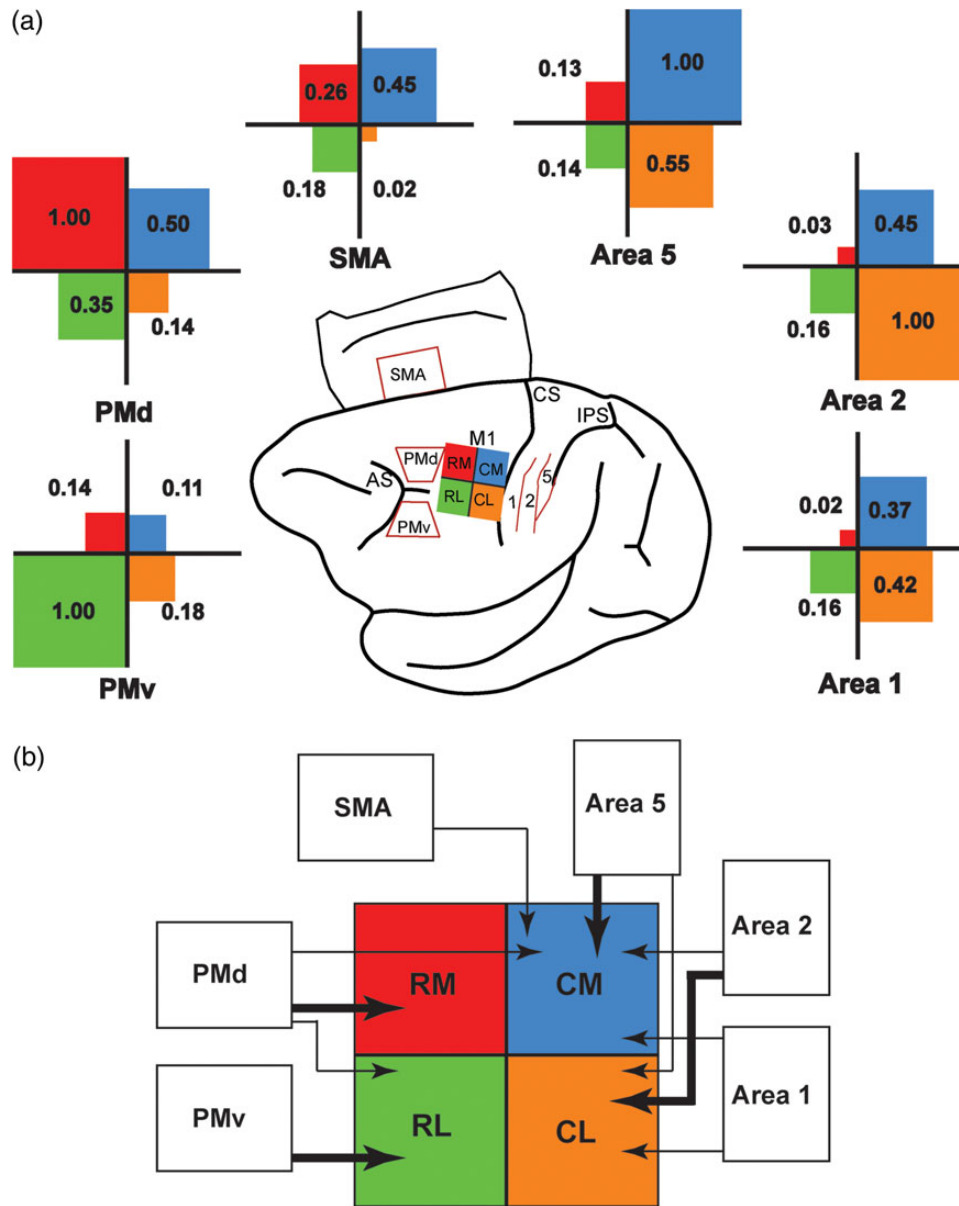 (a)
0.26
0.45
0.18
0.02
SMA
0.13
1.00
0.14
0.55
Area 5
1.00
0.50
0.35
0.14
PMd
0.03
0.45
0.16
1.00
Area 2
0.14
0.11
1.00
0.18
PMv
0.02
0.37
0.16
0.42
Area 1
SMA
CS
IPS
M1
PMd
RM
CM
AS
RL
CL
1
2
5
PMv
(b)
SMA
Area 5
Area 2
PMd
RM
CM
Area 1
PMv
RL
CL